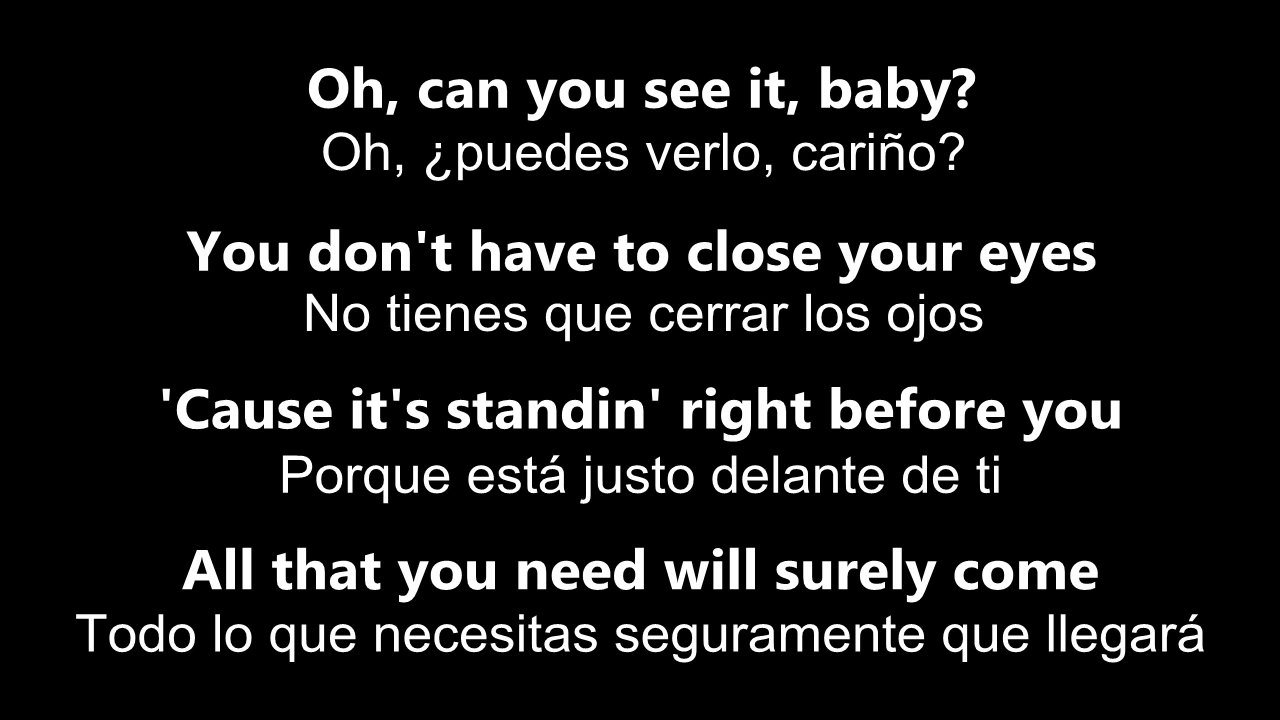 Oh, can you see it, baby?
Oh, ¿puedes verlo, cariño?
You don't have to close your eyes
No tienes que cerrar los ojos
'Cause it's standin' right before you
Porque está justo delante de ti
All that you need will surely come
Todo lo que necesitas seguramente que llegará